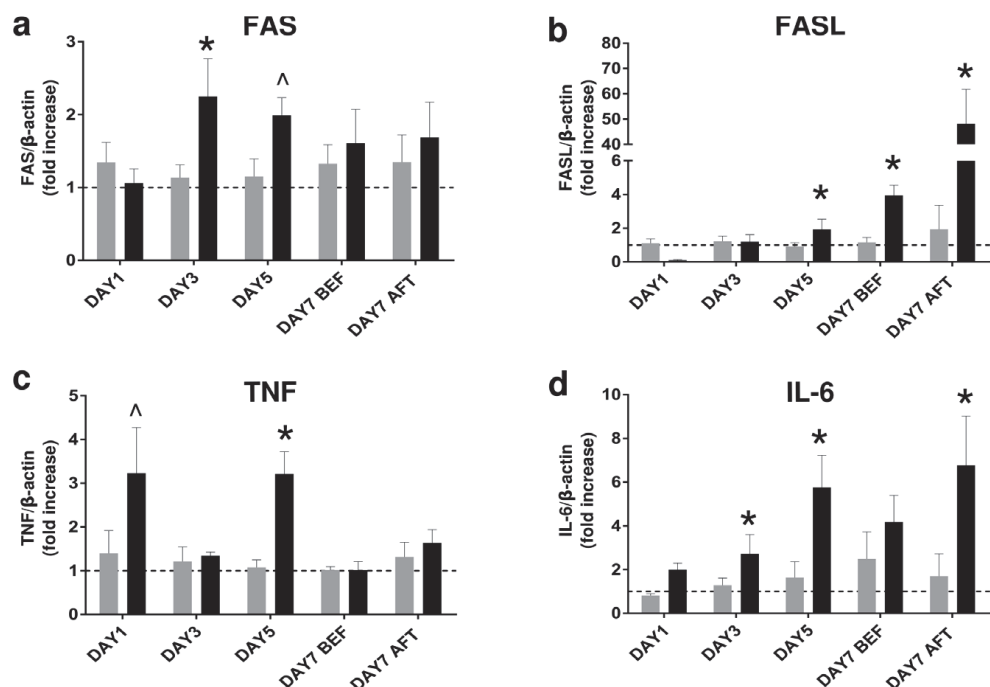 a
FAS
FAS/β-actin
(fold increase)
3
2
1
0
*
^
DAY1
DAY3
DAY5
DAY7 BEF
DAY7 AFT
b
FASL
FASL/β-actin
(fold increase)
80
70
60
50
40
6
4
2
0
*
*
*
DAY1
DAY3
DAY5
DAY7 BEF
DAY7 AFT
c
TNF
TNF/β-actin
(fold increase)
5
4
3
2
1
0
^
*
DAY1
DAY3
DAY5
DAY7 BEF
DAY7 AFT
d
IL-6
IL-6/β-actin
(fold increase)
10
8
6
4
2
0
*
*
*
DAY1
DAY3
DAY5
DAY7 BEF
DAY7 AFT